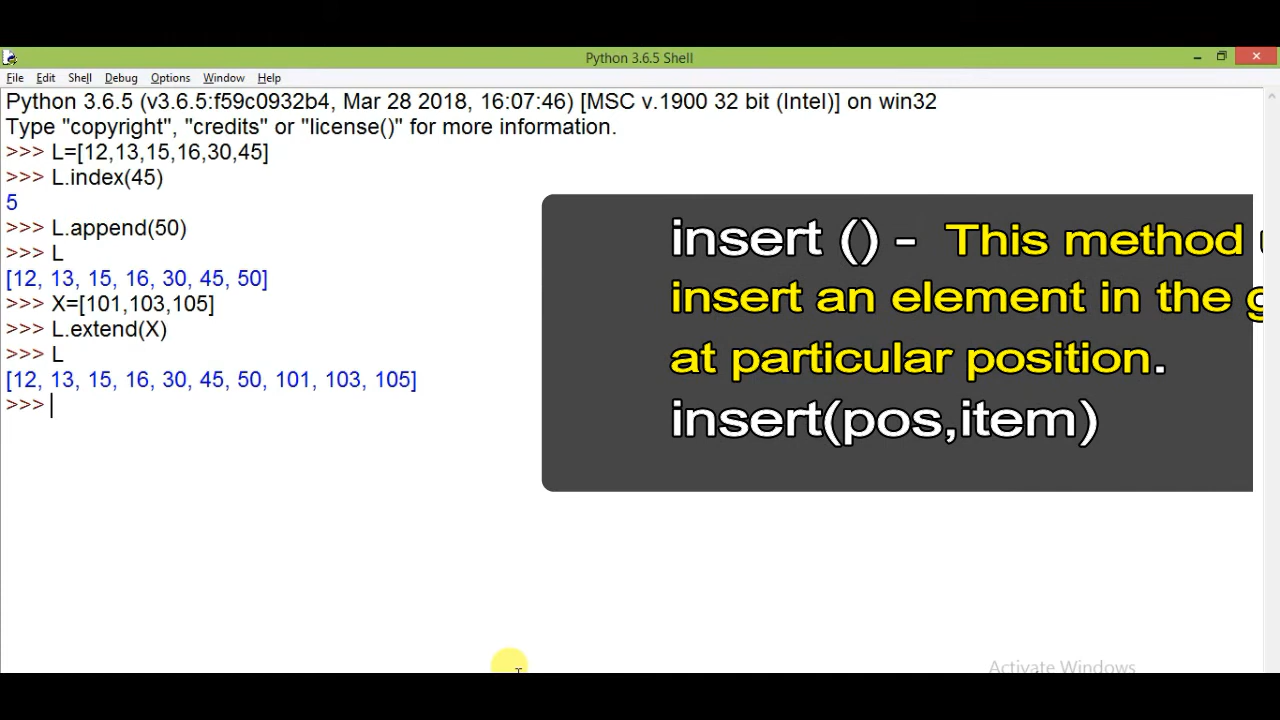 Python 3.6.5 Shell
File Edit Shell Debug Options Window Help
Python 3.6.5 (v3.6.5:f59c0932b4, Mar 28 2018, 16:07:46) [MSC v.1900 32 bit (Intel)] on win32
Type "copyright", "credits" or "license()" for more information.
>>> L=[12,13,15,16,30,45]
>>> L.index(45)
5
>>> L.append(50)
>>> L
[12, 13, 15, 16, 30, 45, 50]
>>> X=[101,103,105]
>>> L.extend(X)
>>> L
[12, 13, 15, 16, 30, 45, 50, 101, 103, 105]
>>>
insert () - This method
insert an element in the
at particular position.
insert(pos,item)
Activate Windows